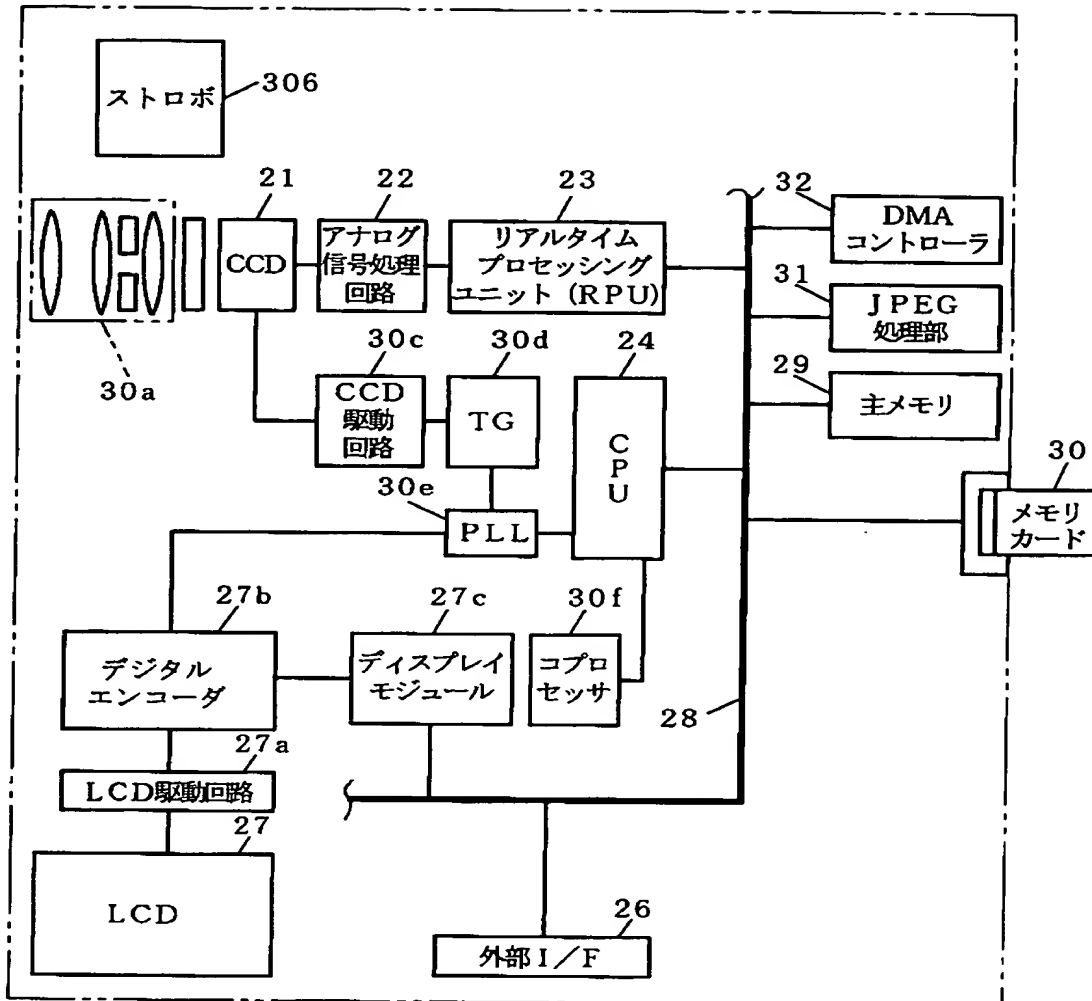 ストロボ
306
21
22
23
32
CCD
アナログ
信号処理
回路
リアルタイム
プロセッシング
ユニット (RPU)
DMA
コントローラ
31
JPEG
処理部
30a
30c
30d
24
29
CCD
駆動
回路
TG
CPU
主メモリ
30e
PLL
30
メモリ
カード
27b
27c
30f
デジタル
エンコーダ
ディスプレイ
モジュール
コプロ
セッサ
28
27a
LCD駆動回路
27
LCD
26
外部I/F